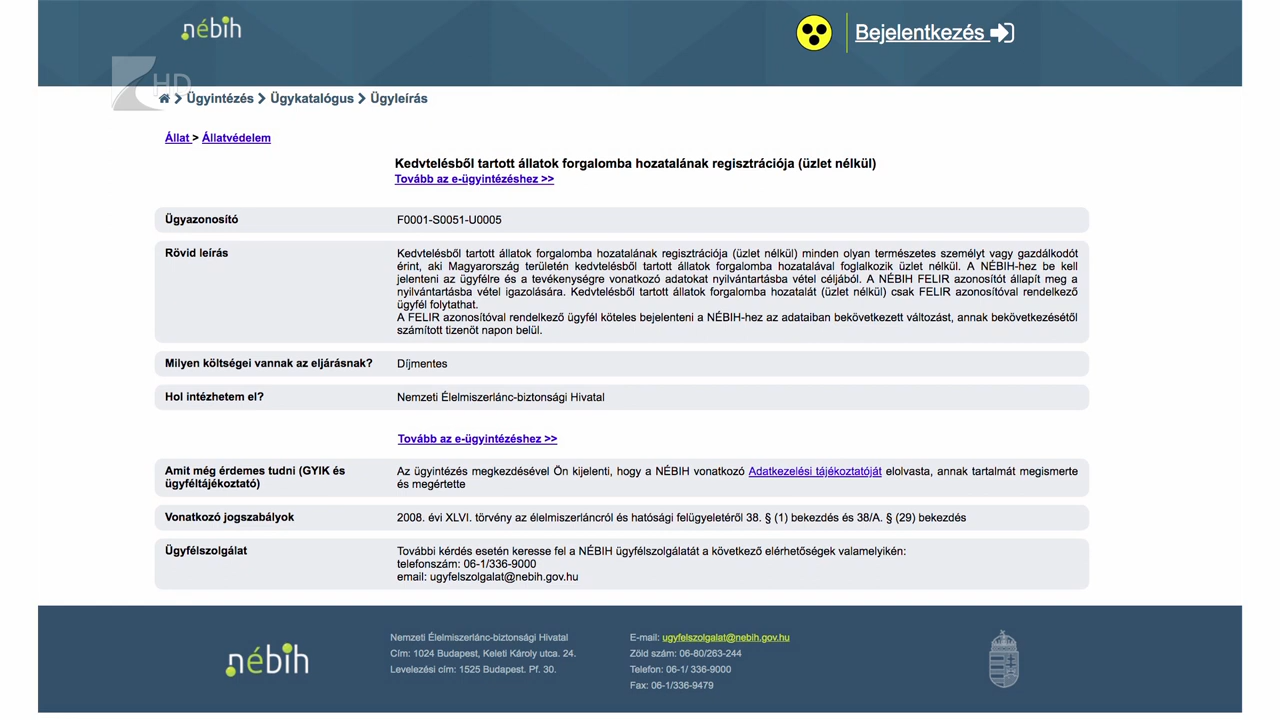 nébih
Bejelentkezés
HD
Ügyintézés Ügykatalógus Ügyleírás
Állat > Állatvédelem
Kedvtelésből tartott állatok forgalomba hozatalának regisztrációja (üzlet nélkül)
Tovább az e-ügyintézéshez >>
Ügyazonosító F0001-S0051-U0005
Rövid leírás Kedvtelésből tartott állatok forgalomba hozatalának regisztrációja (üzlet nélkül) minden olyan természetes személyt vagy gazdálkodót
érint, aki Magyarország területén kedvtelésből tartott állatok forgalomba hozatalával foglalkozik üzlet nélkül. A NÉBIH-hez be kell
jelenteni az ügyfélre és a tevékenységre vonatkozó adatokat nyilvántartásba vétel céljából. A NÉBIH FELIR azonosítót állapít meg a
nyilvántartásba vétel igazolására. Kedvtelésből tartott állatok forgalomba hozatalát (üzlet nélkül) csak FELIR azonosítóval rendelkező
ügyfél folytathat.
A FELIR azonosítóval rendelkező ügyfél köteles bejelenteni a NÉBIH-hez az adataiban bekövetkezett változást, annak bekövetkezésétől
számított tizenöt napon belül.
Milyen költségei vannak az eljárásnak? Díjmentes
Hol intézhetem el? Nemzeti Élelmiszerlánc-biztonsági Hivatal
Tovább az e-ügyintézéshez >>
Amit még érdemes tudni (GYIK és
ügyféltájékoztató)
Az ügyintézés megkezdésével Ön kijelenti, hogy a NÉBIH vonatkozó Adatkezelési tájékoztatóját elolvasta, annak tartalmát megismerte
és megértette
Vonatkozó jogszabályok 2008. évi XLVI. törvény az élelmiszerláncról és hatósági felügyeletéről 38. § (1) bekezdés és 38/A. § (29) bekezdés
Ügyfélszolgálat További kérdés esetén keresse fel a NÉBIH ügyfélszolgálatát a következő elérhetőségek valamelyikén:
telefonszám: 06-1/336-9000
email: ugyfelszolgalat@nebih.gov.hu
nébih
Nemzeti Élelmiszerlánc-biztonsági Hivatal
Cím: 1024 Budapest, Keleti Károly utca. 24.
Levelezési cím: 1525 Budapest. Pf. 30.
E-mail: ugyfelszolgalat@nebih.gov.hu
Zöld szám: 06-80/263-244
Telefon: 06-1/ 336-9000
Fax: 06-1/336-9479